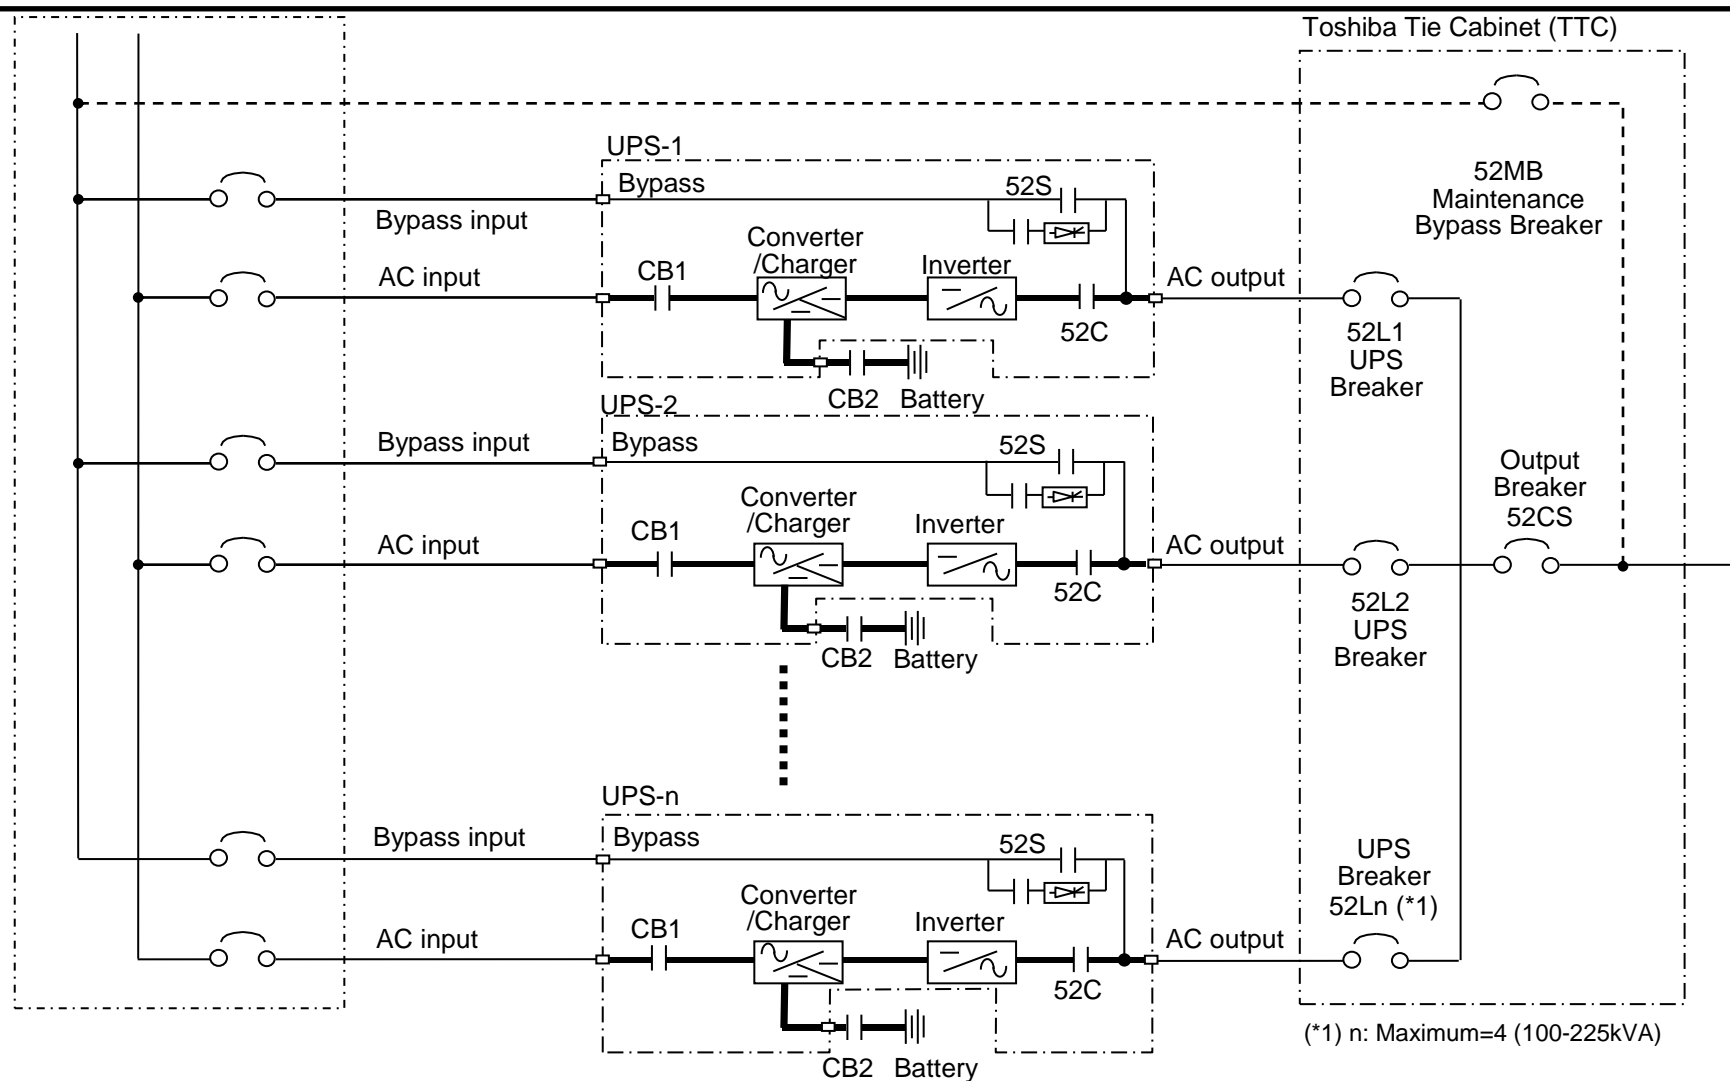 Toshiba Tie Cabinet (TTC)
52MB
Maintenance
Bypass Breaker
UPS-1
Bypass
52S
Bypass input
Converter
/Charger
Inverter
CB1
AC input
AC output
52C
52L1
UPS
Breaker
CB2 Battery
UPS-2
Bypass input
Bypass
52S
Converter
/Charger
Inverter
CB1
AC input
AC output
52C
Output
Breaker
52CS
52L2
UPS
Breaker
CB2 Battery
UPS-n
Bypass input
Bypass
52S
Converter
/Charger
Inverter
CB1
AC input
AC output
52C
UPS
Breaker
52Ln (*1)
CB2 Battery
(*1) n: Maximum=4 (100-225kVA)